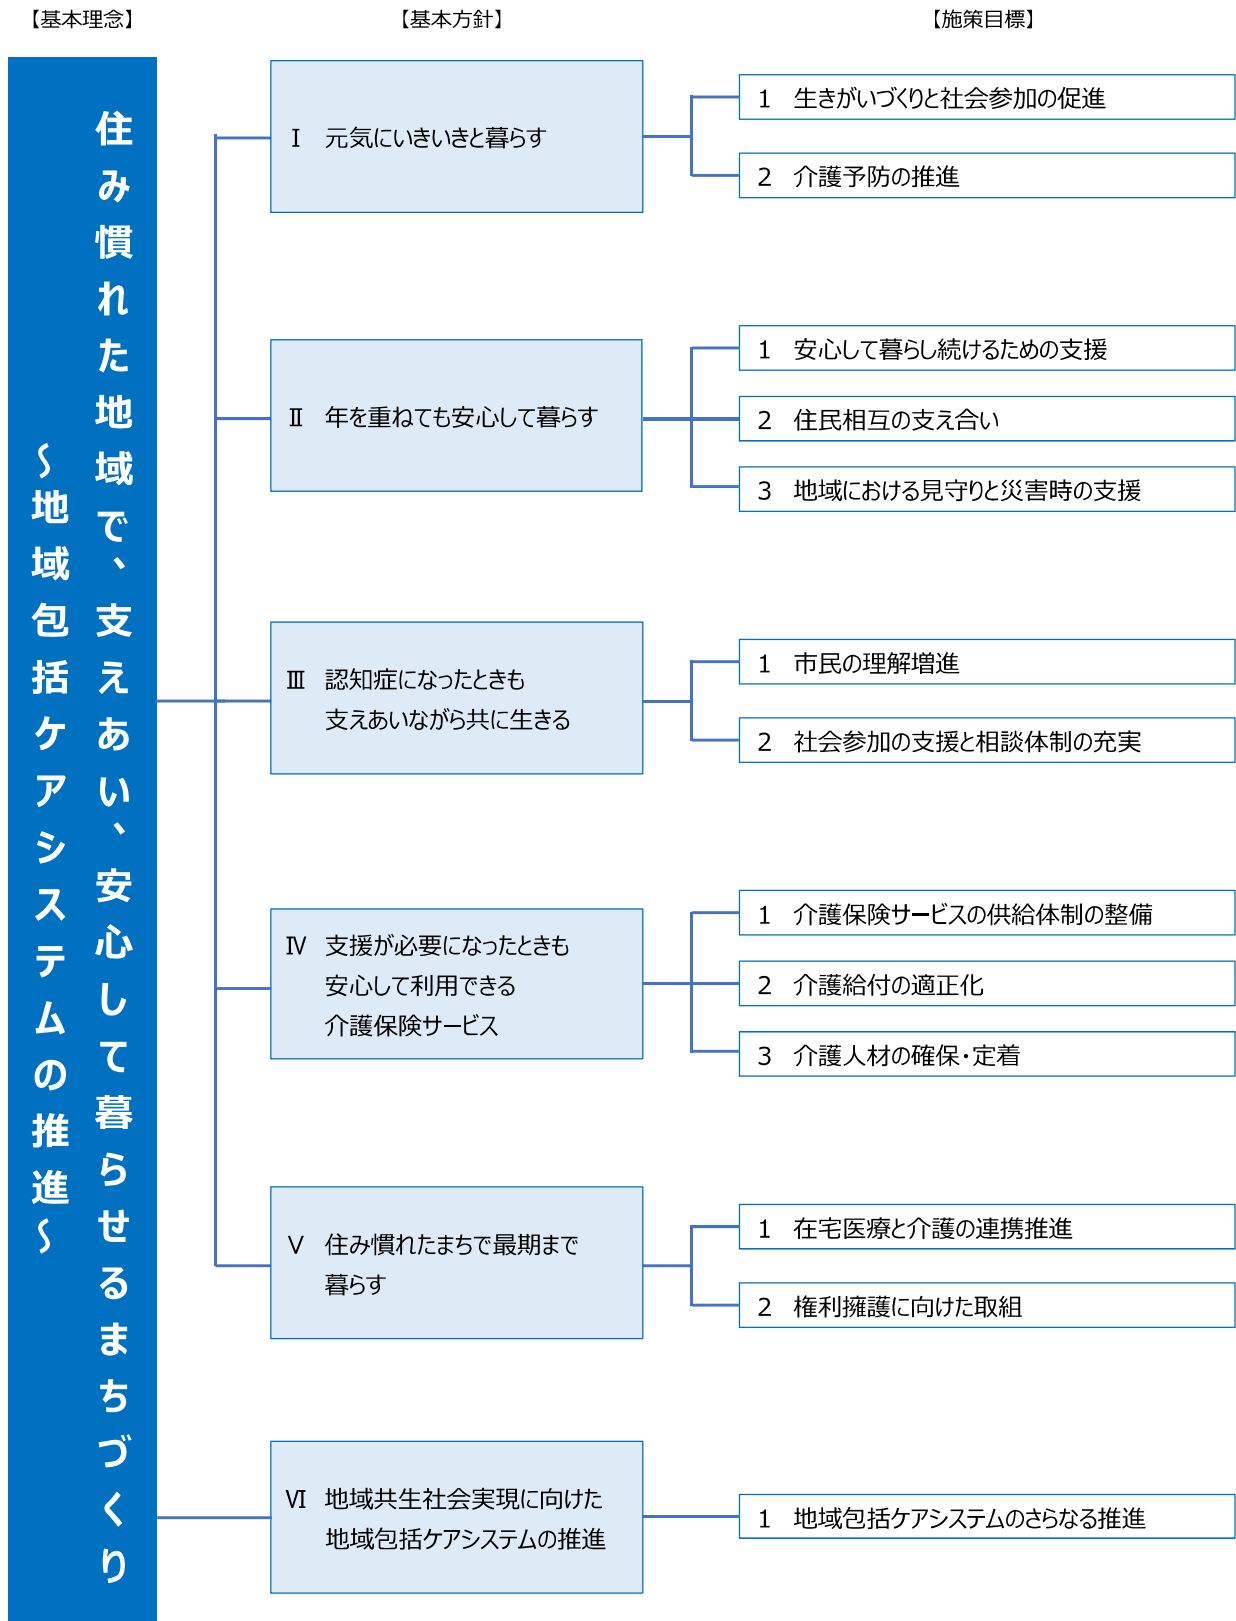 【基本理念】
【基本方針】
【施策目標】
住み慣れた地域で、支えあい、安心して暮らせるまちづくり
～地域包括ケアシステムの推進～
Ⅰ 元気にいきいきと暮らす
1 生きがいづくりと社会参加の促進
2 介護予防の推進
Ⅱ 年を重ねても安心して暮らす
1 安心して暮らし続けるための支援
2 住民相互の支え合い
3 地域における見守りと災害時の支援
Ⅲ 認知症になったときも
支えあいながら共に生きる
1 市民の理解増進
2 社会参加の支援と相談体制の充実
Ⅳ 支援が必要になったときも
安心して利用できる
介護保険サービス
1 介護保険サービスの供給体制の整備
2 介護給付の適正化
3 介護人材の確保・定着
Ⅴ 住み慣れたまちで最期まで
暮らす
1 在宅医療と介護の連携推進
2 権利擁護に向けた取組
Ⅵ 地域共生社会実現に向けた
地域包括ケアシステムの推進
1 地域包括ケアシステムのさらなる推進